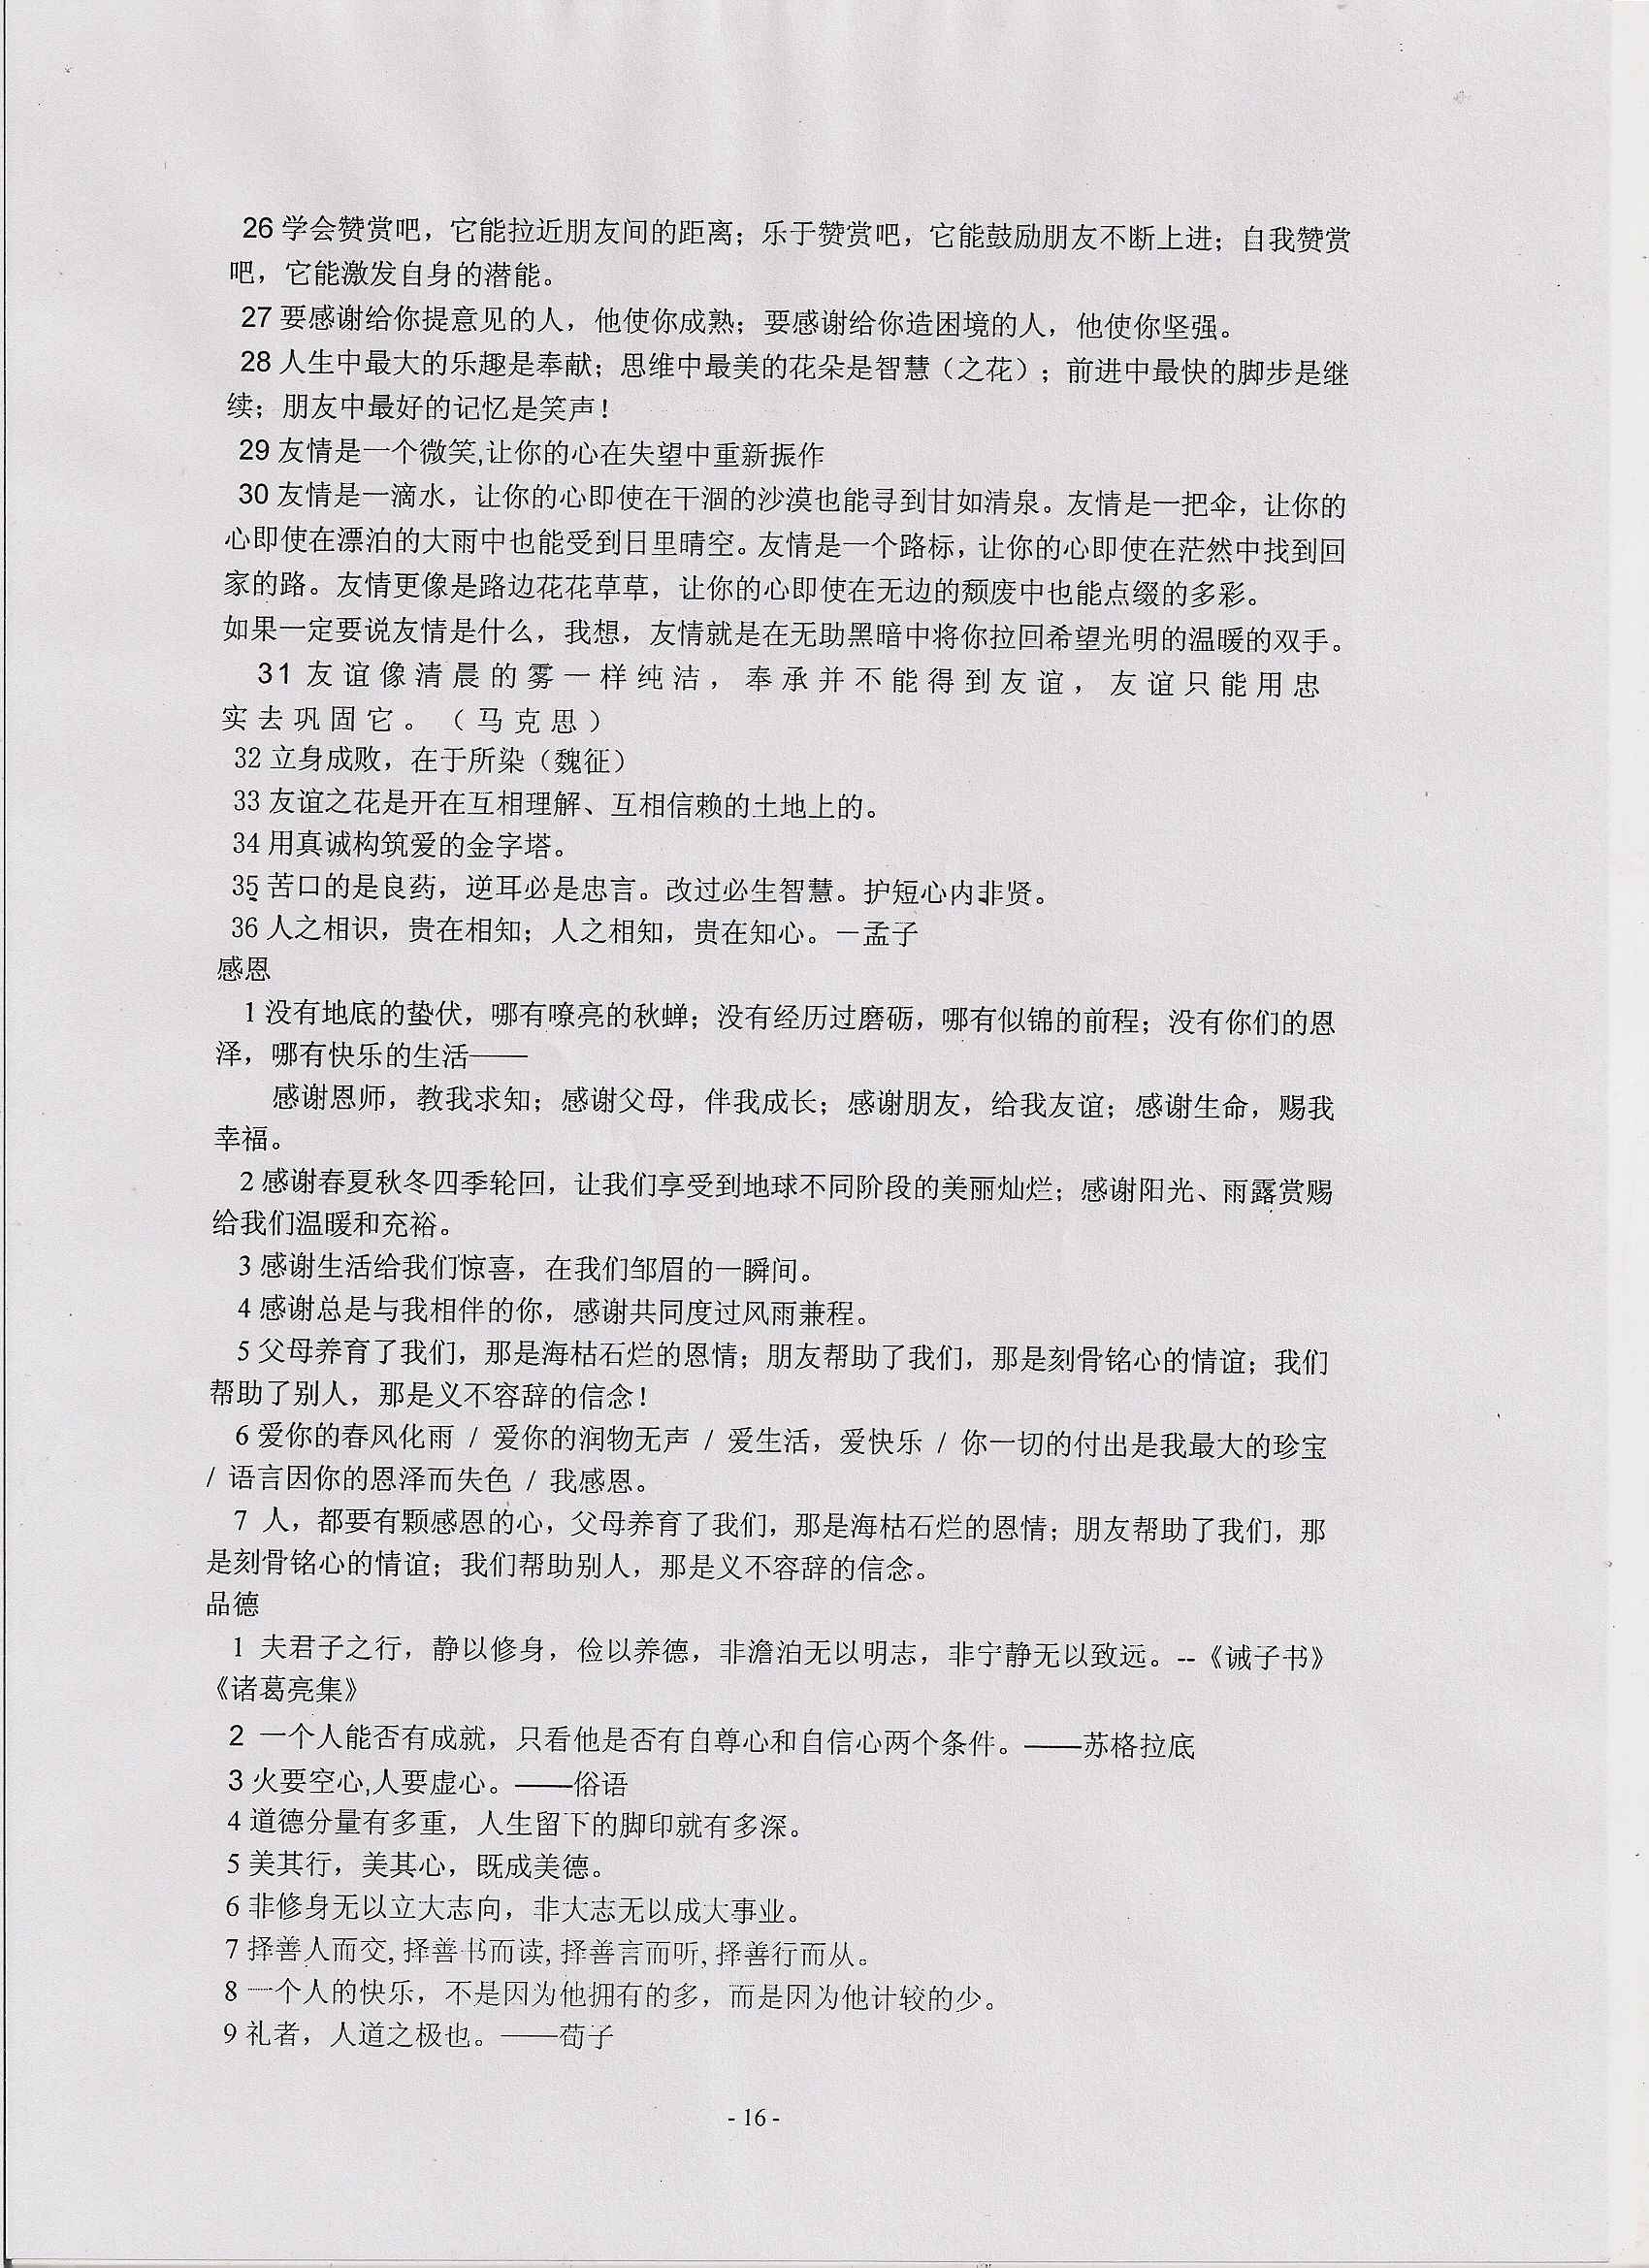 26 学会赞赏吧，它能拉近朋友间的距离；乐于赞赏吧，它能鼓励朋友不断上进；自我赞赏
吧，它能激发自身的潜能。
27 要感谢给你提意见的人，他使你成熟；要感谢给你造困境的人，他使你坚强。
28 人生中最大的乐趣是奉献；思维中最美的花朵是智慧（之花）；前进中最快的脚步是继
续；朋友中最好的记忆是笑声！
29 友情是一个微笑,让你的心在失望中重新振作
30 友情是一滴水，让你的心即使在干涸的沙漠也能寻到甘如清泉。友情是一把伞，让你的
心即使在漂泊的大雨中也能受到日里晴空。友情是一个路标，让你的心即使在茫然中找到回
家的路。友情更像是路边花花草草，让你的心即使在无边的颓废中也能点缀的多彩。
如果一定要说友情是什么，我想，友情就是在无助黑暗中将你拉回希望光明的温暖的双手。
31 友谊像清晨的雾一样纯洁，奉承并不能得到友谊，友谊只能用忠
实去巩固它。（马克思）
32 立身成败，在于所染（魏征）
33 友谊之花是开在互相理解、互相信赖的土地上的。
34 用真诚构筑爱的金字塔。
35 苦口的是良药，逆耳必是忠言。改过必生智慧。护短心内非贤。
36 人之相识，贵在相知；人之相知，贵在知心。－孟子
感恩
1 没有地底的蛰伏，哪有嘹亮的秋蝉；没有经历过磨砺，哪有似锦的前程；没有你们的恩
泽，哪有快乐的生活——
感谢恩师，教我求知；感谢父母，伴我成长；感谢朋友，给我友谊；感谢生命，赐我
幸福。
2 感谢春夏秋冬四季轮回，让我们享受到地球不同阶段的美丽灿烂；感谢阳光、雨露赏赐
给我们温暖和充裕。
3 感谢生活给我们惊喜，在我们邹眉的一瞬间。
4 感谢总是与我相伴的你，感谢共同度过风雨兼程。
5 父母养育了我们，那是海枯石烂的恩情；朋友帮助了我们，那是刻骨铭心的情谊；我们
帮助了别人，那是义不容辞的信念！
6 爱你的春风化雨 / 爱你的润物无声 / 爱生活，爱快乐 / 你一切的付出是我最大的珍宝
/ 语言因你的恩泽而失色 / 我感恩。
7 人，都要有颗感恩的心，父母养育了我们，那是海枯石烂的恩情；朋友帮助了我们，那
是刻骨铭心的情谊；我们帮助别人，那是义不容辞的信念。
品德
1 夫君子之行，静以修身，俭以养德，非澹泊无以明志，非宁静无以致远。--《诫子书》
《诸葛亮集》
2 一个人能否有成就，只看他是否有自尊心和自信心两个条件。——苏格拉底
3 火要空心,人要虚心。——俗语
4 道德分量有多重，人生留下的脚印就有多深。
5 美其行，美其心，既成美德。
6 非修身无以立大志向，非大志无以成大事业。
7 择善人而交,择善书而读,择善言而听,择善行而从。
8 一个人的快乐，不是因为他拥有的多，而是因为他计较的少。
9 礼者，人道之极也。——荀子
- 16 -